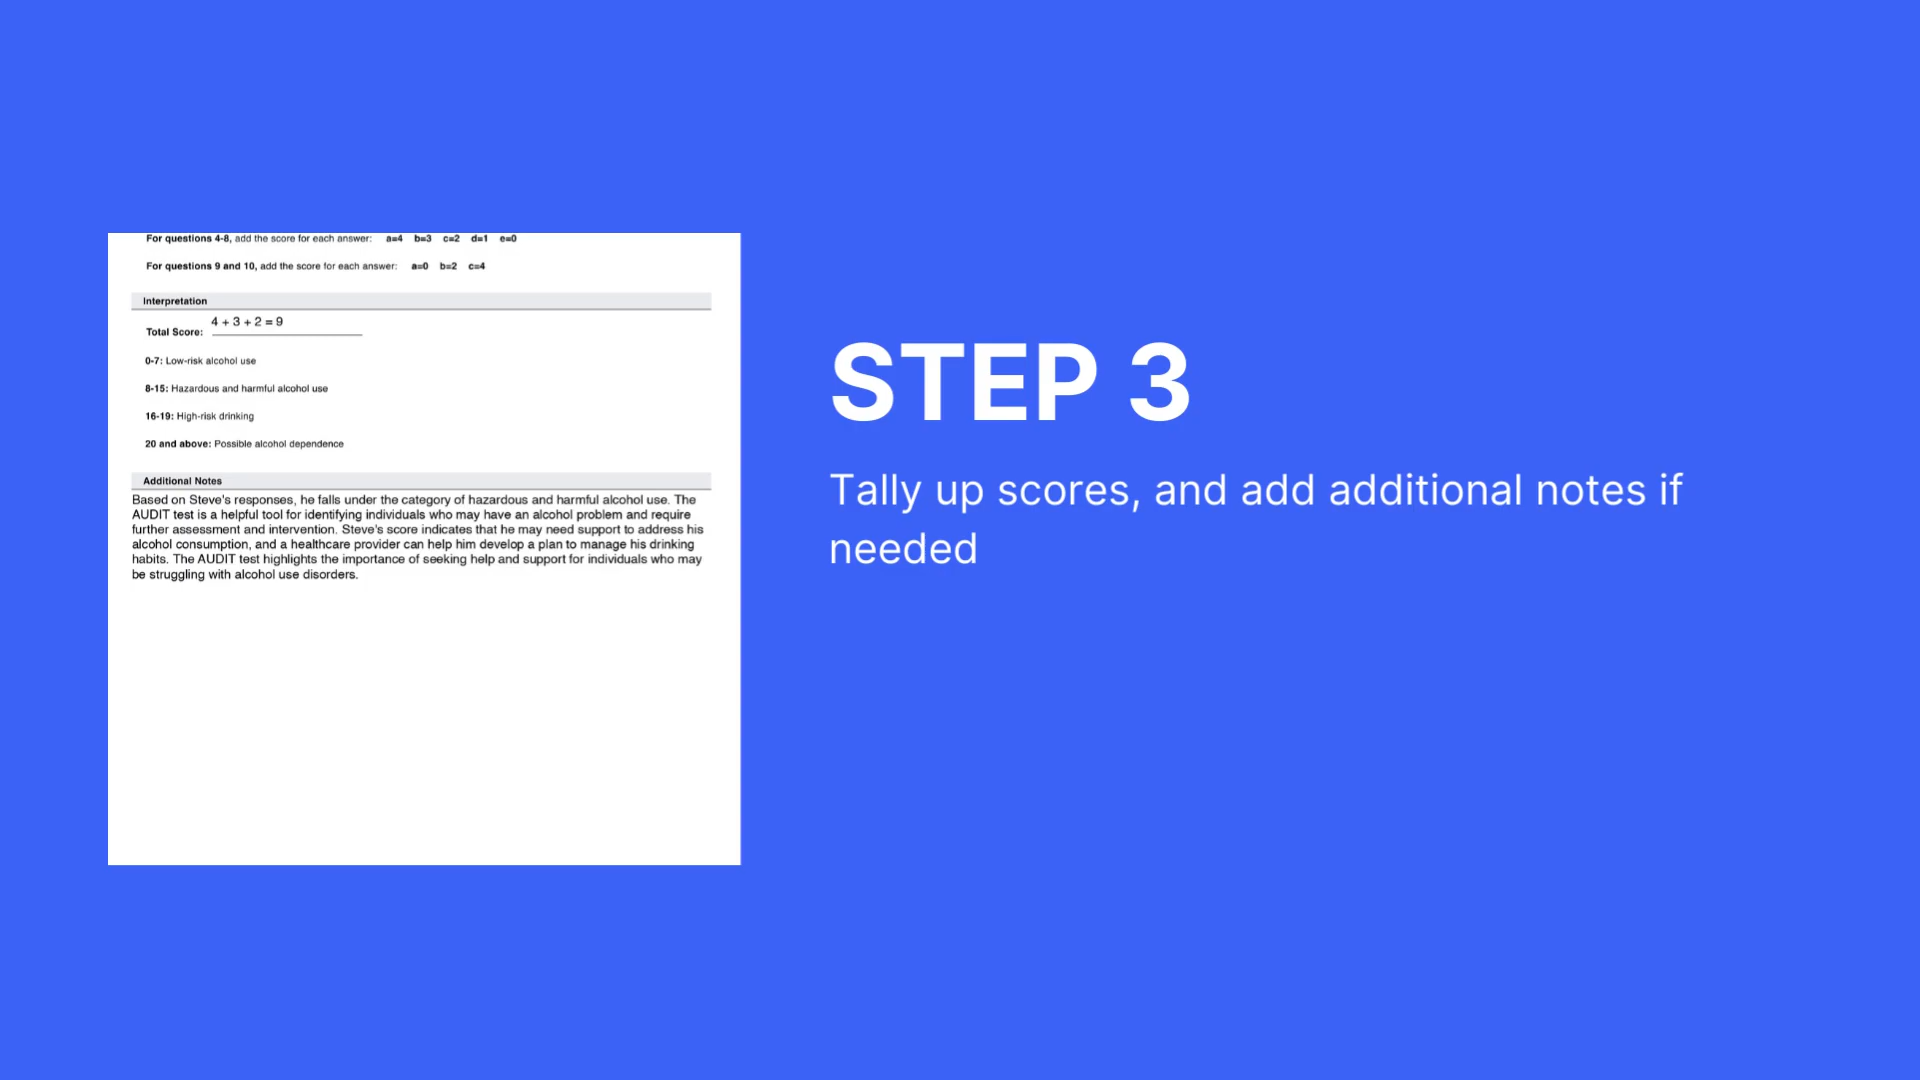 For questions 4-8, add the score for each answer: a=4 b=3 c=2 d=1 e=0
For questions 9 and 10, add the score for each answer: a=0 b=2 c=4
Interpretation
Total Score: 4 + 3 + 2 = 9
0-7: Low-risk alcohol use
8-15: Hazardous and harmful alcohol use
16-19: High-risk drinking
20 and above: Possible alcohol dependence
Additional Notes
Based on Steve's responses, he falls under the category of hazardous and harmful alcohol use. The
AUDIT test is a helpful tool for identifying individuals who may have an alcohol problem and require
further assessment and intervention. Steve's score indicates that he may need support to address his
alcohol consumption, and a healthcare provider can help him develop a plan to manage his drinking
habits. The AUDIT test highlights the importance of seeking help and support for individuals who may
be struggling with alcohol use disorders.
STEP 3
Tally up scores, and add additional notes if
needed